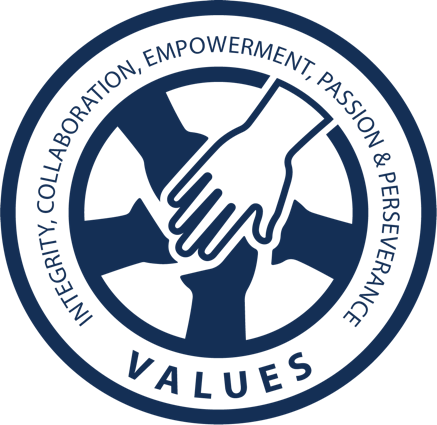 INTEGRITY, COLLABORATION, EMPOWERMENT, PASSION & PERSEVERANCE
VALUES